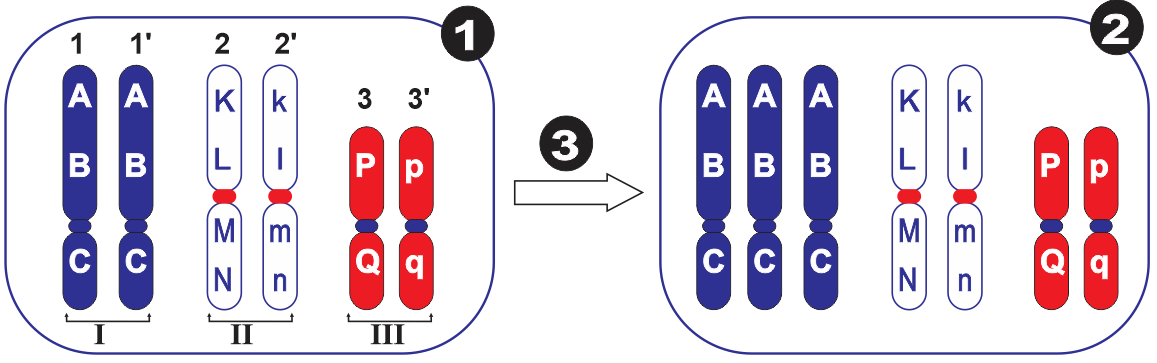 1 1' 2 2' 3 3'
A A K k P p
B B L l
C C M m Q q
N n
I II III
1
3
2
A A A K k P p
B B B L l
C C C M m Q q
N n